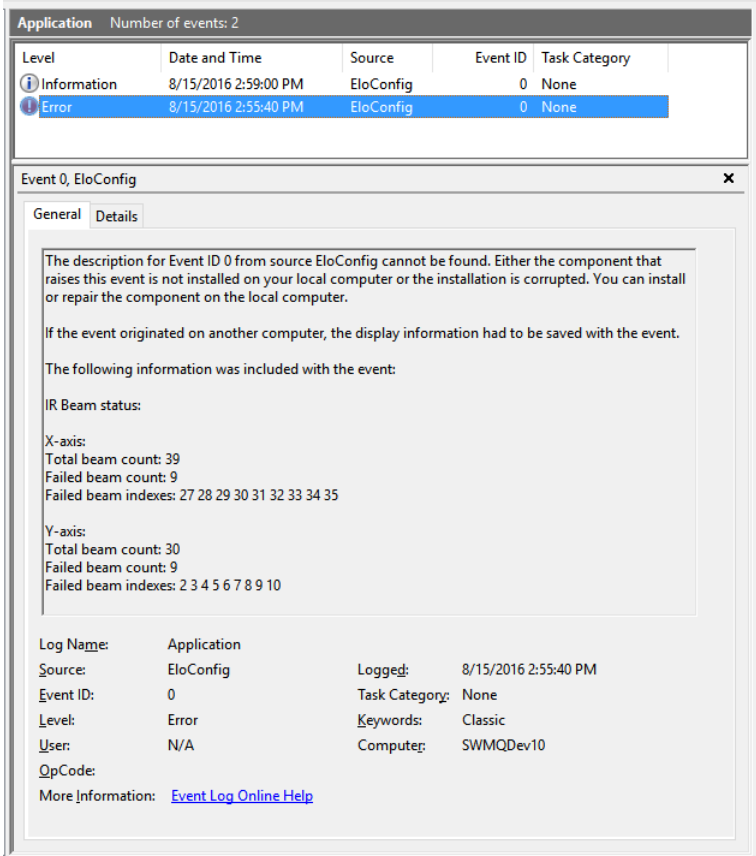 Application Number of events: 2
Level Date and Time Source Event ID Task Category
Information 8/15/2016 2:59:00 PM EloConfig 0 None
Error 8/15/2016 2:55:40 PM EloConfig 0 None
Event 0, EloConfig
General Details
The description for Event ID 0 from source EloConfig cannot be found. Either the component that
raises this event is not installed on your local computer or the installation is corrupted. You can install
or repair the component on the local computer.
If the event originated on another computer, the display information had to be saved with the event.
The following information was included with the event:
IR Beam status:
X-axis:
Total beam count: 39
Failed beam count: 9
Failed beam indexes: 27 28 29 30 31 32 33 34 35
Y-axis:
Total beam count: 30
Failed beam count: 9
Failed beam indexes: 2 3 4 5 6 7 8 9 10
Log Name: Application
Source: EloConfig Logged: 8/15/2016 2:55:40 PM
Event ID: 0 Task Category: None
Level: Error Keywords: Classic
User: N/A Computer: SWMQDev10
OpCode:
More Information: Event Log Online Help